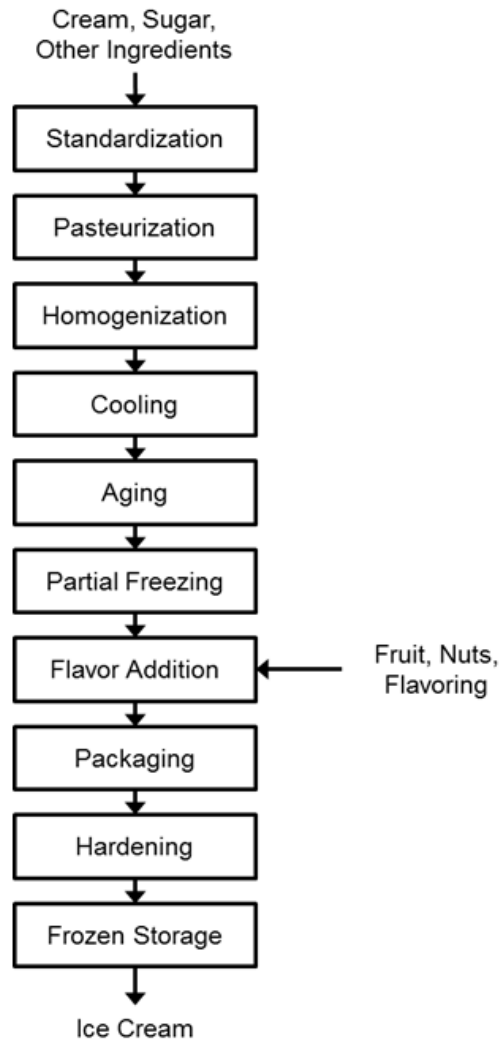 Cream, Sugar,
Other Ingredients
Standardization
Pasteurization
Homogenization
Cooling
Aging
Partial Freezing
Flavor Addition
Fruit, Nuts,
Flavoring
Packaging
Hardening
Frozen Storage
Ice Cream